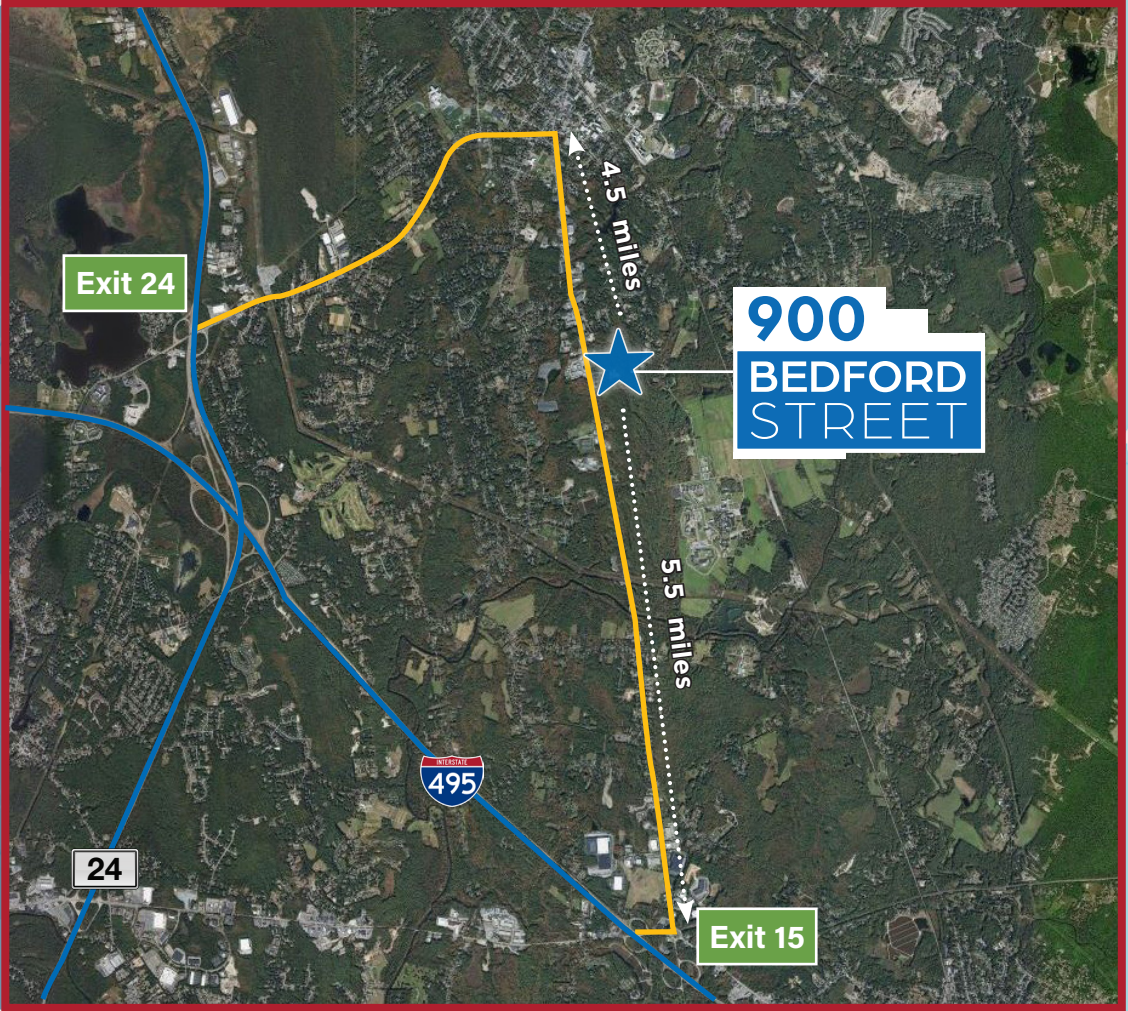 4.5 miles
Exit 24
900
BEDFORD
STREET
5.5 miles
INTERSTATE
495
24
Exit 15